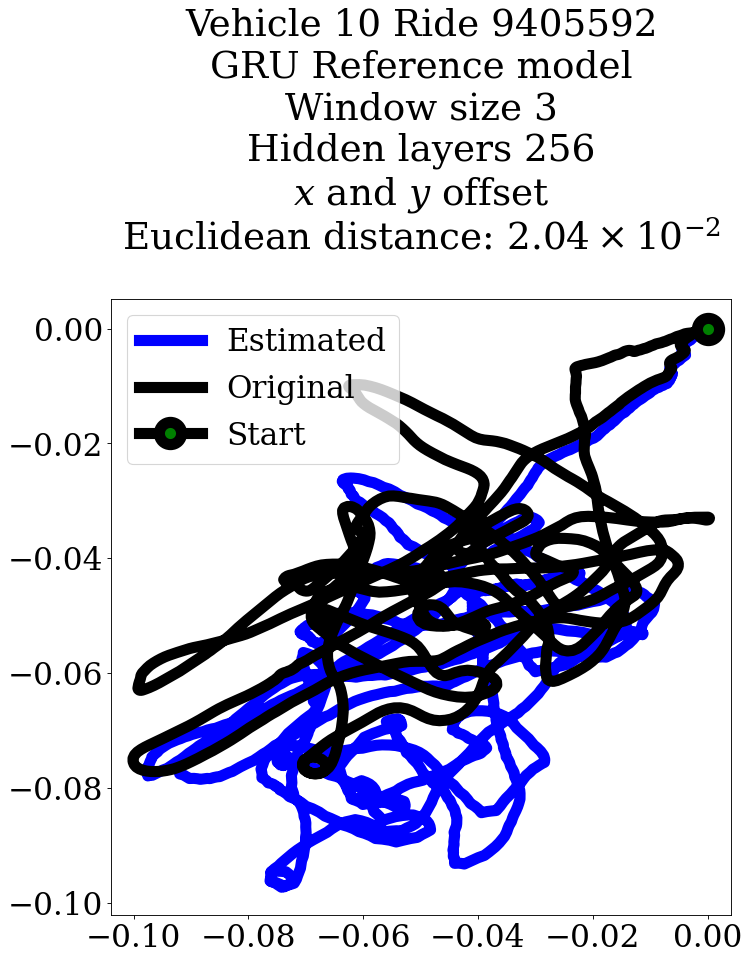 Vehicle 10 Ride 9405592
GRU Reference model
Window size 3
Hidden layers 256
x and y offset
Euclidean distance: 2.04 × 10⁻²
Estimated
Original
Start
0.00
−0.02
−0.04
−0.06
−0.08
−0.10
−0.10 −0.08 −0.06 −0.04 −0.02 0.00